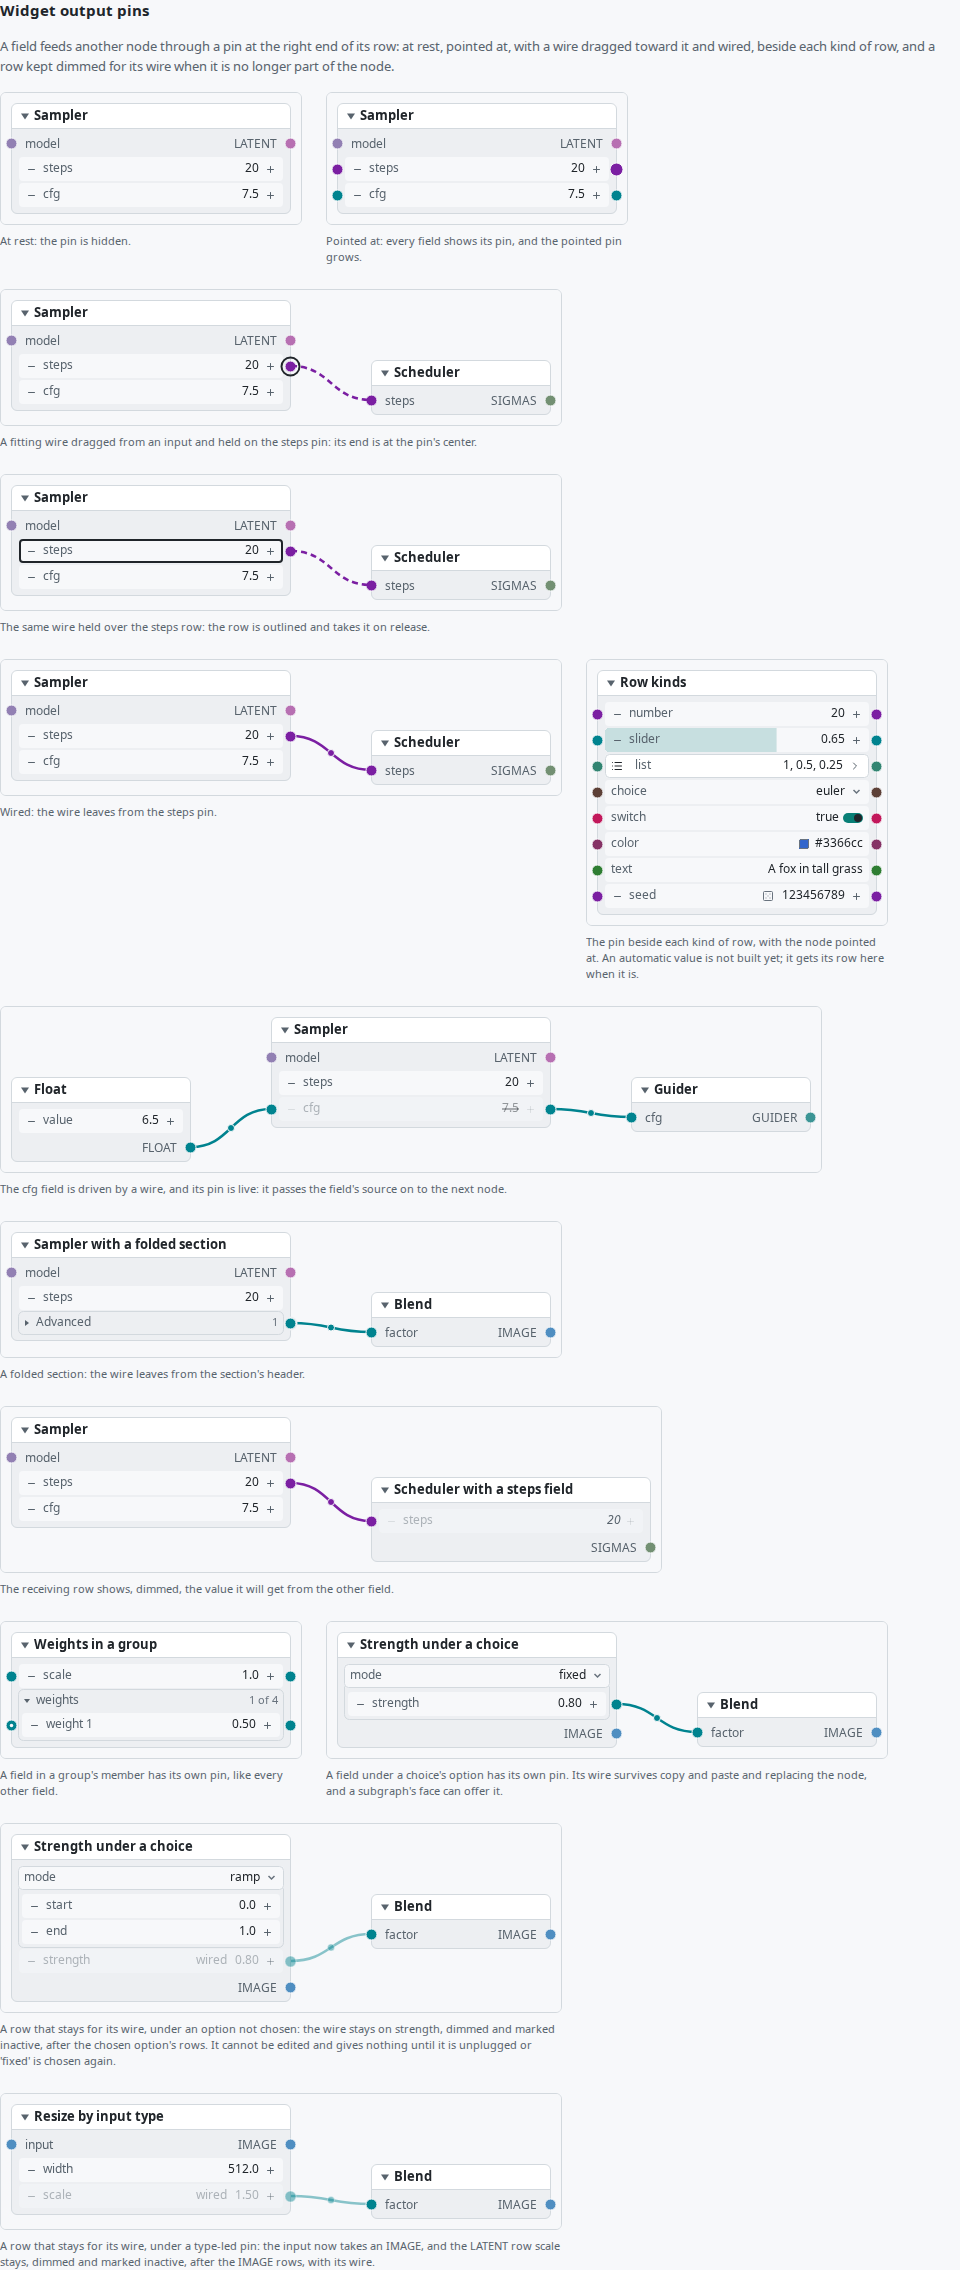 Widget output pins
A field feeds another node through a pin at the right end of its row: at rest, pointed at, with a wire dragged toward it and wired, beside each kind of row, and a
row kept dimmed for its wire when it is no longer part of the node.
Sampler
model LATENT
− steps 20 +
− cfg 7.5 +
At rest: the pin is hidden.
Sampler
model LATENT
− steps 20 +
− cfg 7.5 +
Pointed at: every field shows its pin, and the pointed pin
grows.
Sampler
model LATENT
− steps 20 +
− cfg 7.5 +
Scheduler
steps SIGMAS
A fitting wire dragged from an input and held on the steps pin: its end is at the pin's center.
Sampler
model LATENT
− steps 20 +
− cfg 7.5 +
Scheduler
steps SIGMAS
The same wire held over the steps row: the row is outlined and takes it on release.
Sampler
model LATENT
− steps 20 +
− cfg 7.5 +
Scheduler
steps SIGMAS
Wired: the wire leaves from the steps pin.
Row kinds
− number 20 +
− slider 0.65 +
list 1, 0.5, 0.25
choice euler
switch true
color #3366cc
text A fox in tall grass
− seed 123456789 +
The pin beside each kind of row, with the node pointed
at. An automatic value is not built yet; it gets its row here
when it is.
Float
− value 6.5 +
FLOAT
Sampler
model LATENT
− steps 20 +
− cfg 7.5 +
Guider
cfg GUIDER
The cfg field is driven by a wire, and its pin is live: it passes the field's source on to the next node.
Sampler with a folded section
model LATENT
− steps 20 +
Advanced 1
Blend
factor IMAGE
A folded section: the wire leaves from the section's header.
Sampler
model LATENT
− steps 20 +
− cfg 7.5 +
Scheduler with a steps field
− steps 20 +
SIGMAS
The receiving row shows, dimmed, the value it will get from the other field.
Weights in a group
− scale 1.0 +
weights 1 of 4
− weight 1 0.50 +
A field in a group's member has its own pin, like every
other field.
Strength under a choice
mode fixed
− strength 0.80 +
IMAGE
Blend
factor IMAGE
A field under a choice's option has its own pin. Its wire survives copy and paste and replacing the node,
and a subgraph's face can offer it.
Strength under a choice
mode ramp
− start 0.0 +
− end 1.0 +
− strength wired 0.80 +
IMAGE
Blend
factor IMAGE
A row that stays for its wire, under an option not chosen: the wire stays on strength, dimmed and marked
inactive, after the chosen option's rows. It cannot be edited and gives nothing until it is unplugged or
'fixed' is chosen again.
Resize by input type
input IMAGE
− width 512.0 +
− scale wired 1.50 +
Blend
factor IMAGE
A row that stays for its wire, under a type-led pin: the input now takes an IMAGE, and the LATENT row scale
stays, dimmed and marked inactive, after the IMAGE rows, with its wire.